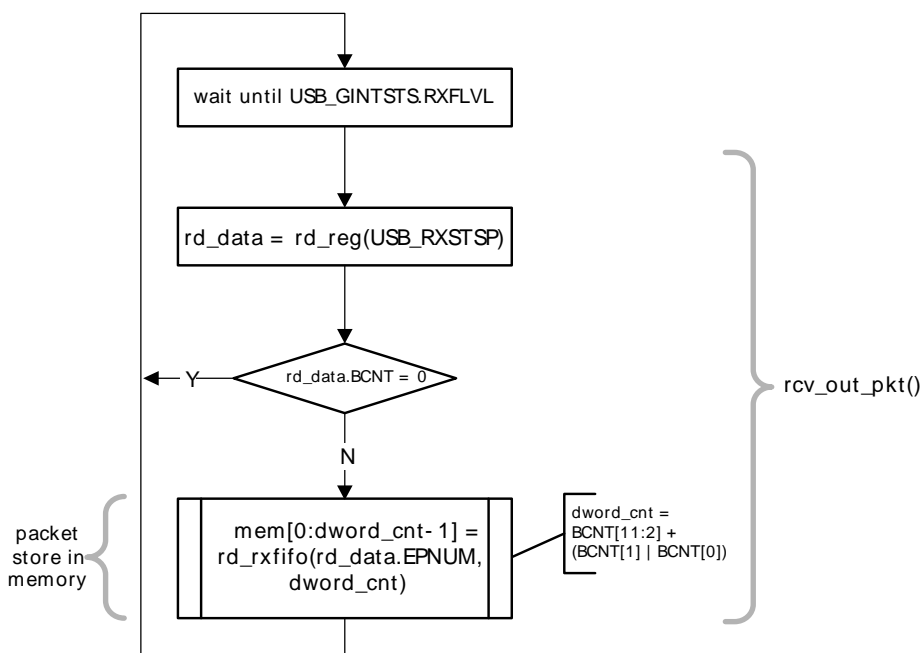 wait until USB_GINTSTS.RXFLVL
rd_data = rd_reg(USB_RXSTSP)
rd_data.BCNT = 0
Y
rcv_out_pkt()
N
packet
store in
memory
mem[0:dword_cnt-1] =
rd_rxfifo(rd_data.EPNUM,
dword_cnt)
dword_cnt =
BCNT[11:2] +
(BCNT[1] | BCNT[0])